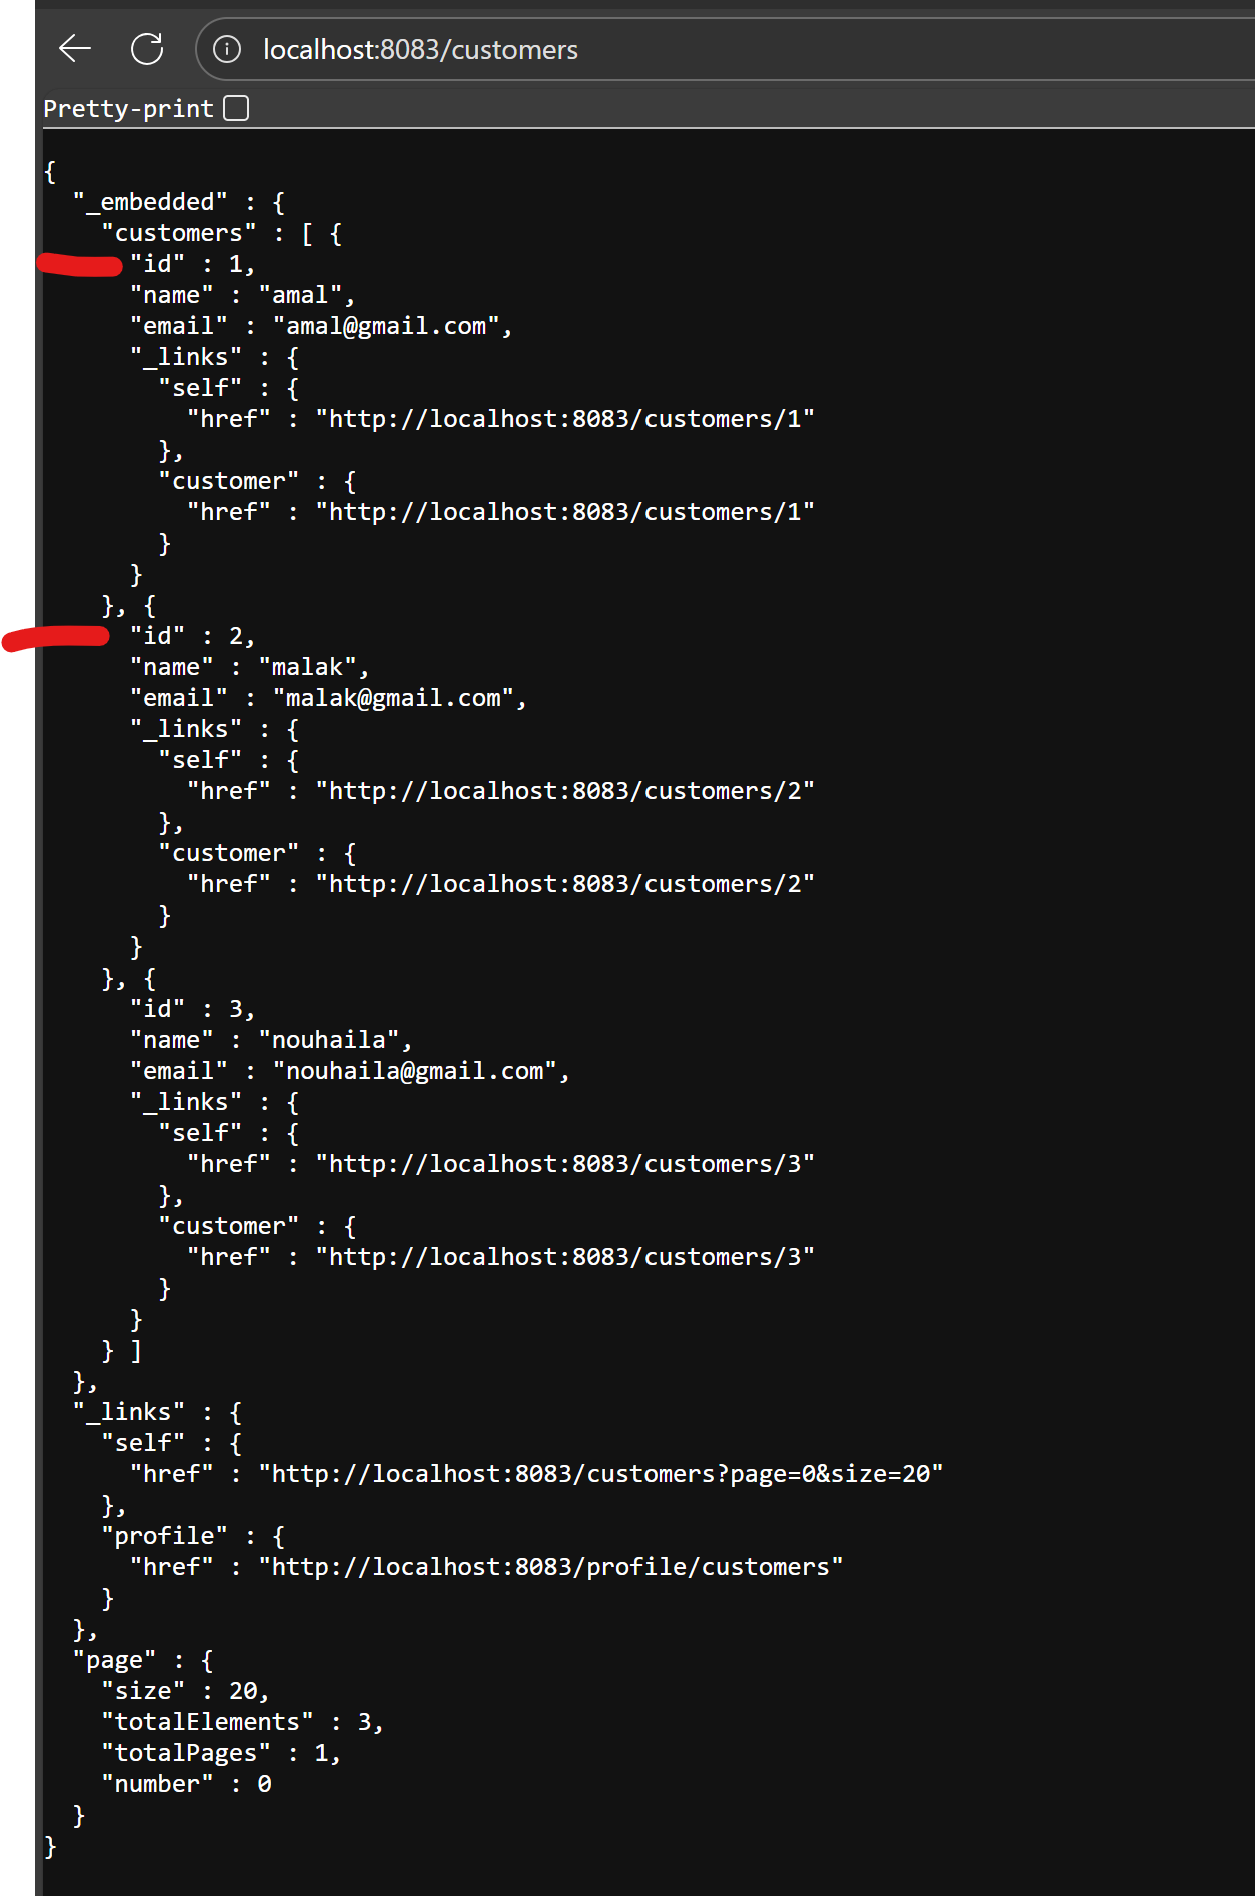 localhost:8083/customers
Pretty-print
{
  "_embedded" : {
    "customers" : [ {
      "id" : 1,
      "name" : "amal",
      "email" : "amal@gmail.com",
      "_links" : {
        "self" : {
          "href" : "http://localhost:8083/customers/1"
        },
        "customer" : {
          "href" : "http://localhost:8083/customers/1"
        }
      }
    }, {
      "id" : 2,
      "name" : "malak",
      "email" : "malak@gmail.com",
      "_links" : {
        "self" : {
          "href" : "http://localhost:8083/customers/2"
        },
        "customer" : {
          "href" : "http://localhost:8083/customers/2"
        }
      }
    }, {
      "id" : 3,
      "name" : "nouhaila",
      "email" : "nouhaila@gmail.com",
      "_links" : {
        "self" : {
          "href" : "http://localhost:8083/customers/3"
        },
        "customer" : {
          "href" : "http://localhost:8083/customers/3"
        }
      }
    } ]
  },
  "_links" : {
    "self" : {
      "href" : "http://localhost:8083/customers?page=0&size=20"
    },
    "profile" : {
      "href" : "http://localhost:8083/profile/customers"
    }
  },
  "page" : {
    "size" : 20,
    "totalElements" : 3,
    "totalPages" : 1,
    "number" : 0
  }
}